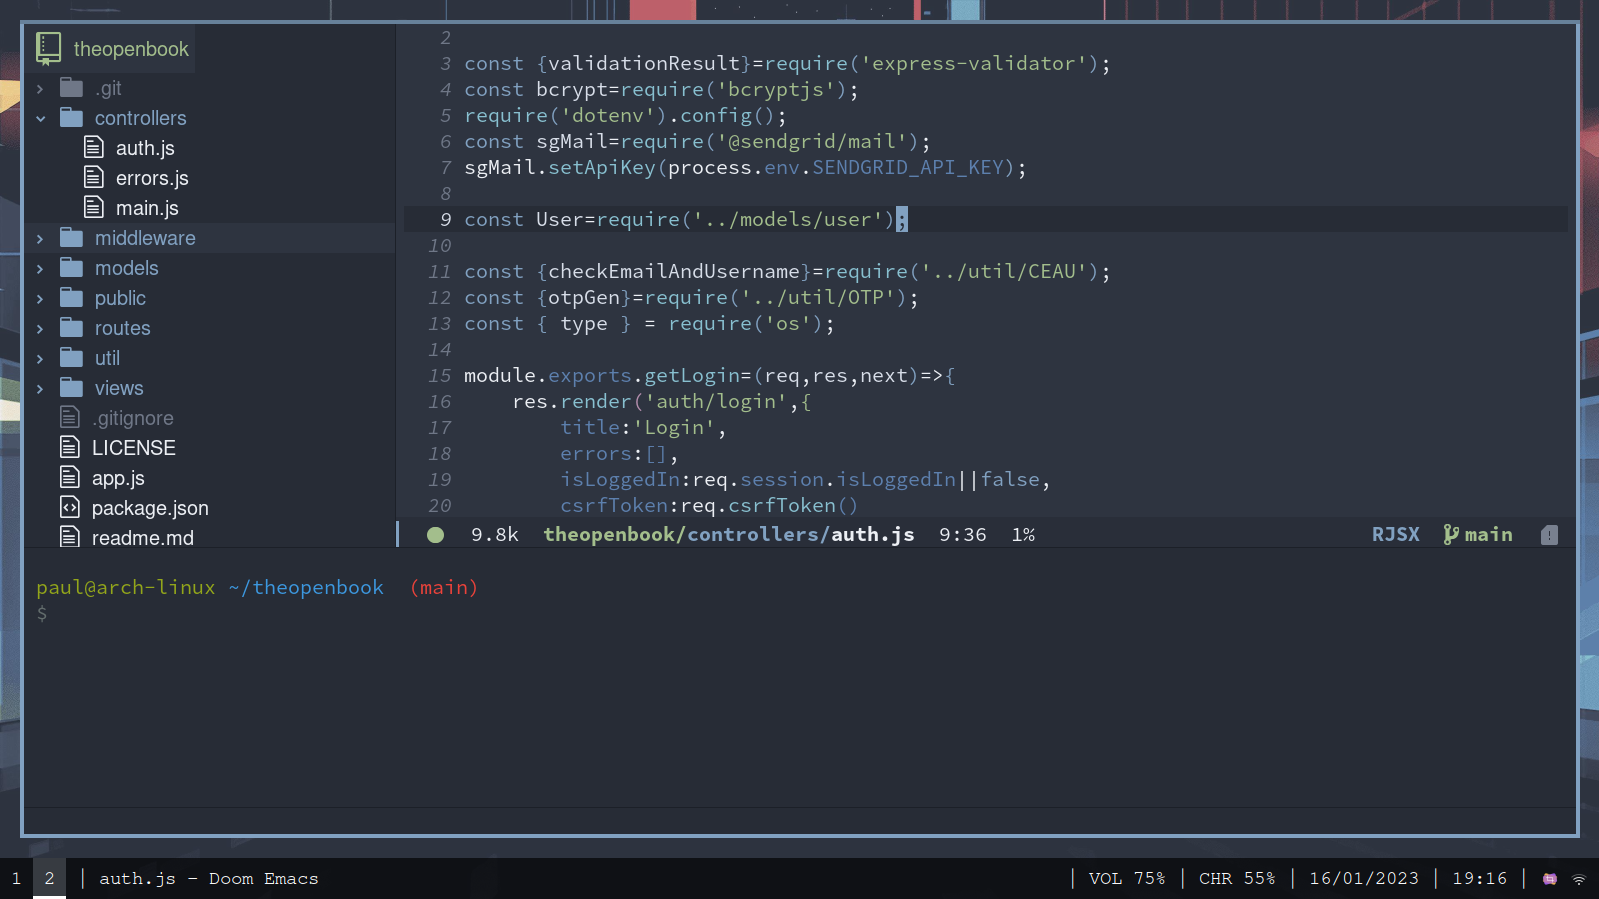 theopenbook
.git
controllers
auth.js
errors.js
main.js
middleware
models
public
routes
util
views
.gitignore
LICENSE
app.js
package.json
readme.md
2
3 const {validationResult}=require('express-validator');
4 const bcrypt=require('bcryptjs');
5 require('dotenv').config();
6 const sgMail=require('@sendgrid/mail');
7 sgMail.setApiKey(process.env.SENDGRID_API_KEY);
8
9 const User=require('../models/user');
10
11 const {checkEmailAndUsername}=require('../util/CEAU');
12 const {otpGen}=require('../util/OTP');
13 const { type } = require('os');
14
15 module.exports.getLogin=(req,res,next)=>{
16     res.render('auth/login',{
17         title:'Login',
18         errors:[],
19         isLoggedIn:req.session.isLoggedIn||false,
20         csrfToken:req.csrfToken()
9.8k theopenbook/controllers/auth.js 9:36 1% RJSX main
paul@arch-linux ~/theopenbook (main)
$
1 2 | auth.js - Doom Emacs | VOL 75% | CHR 55% | 16/01/2023 | 19:16 |